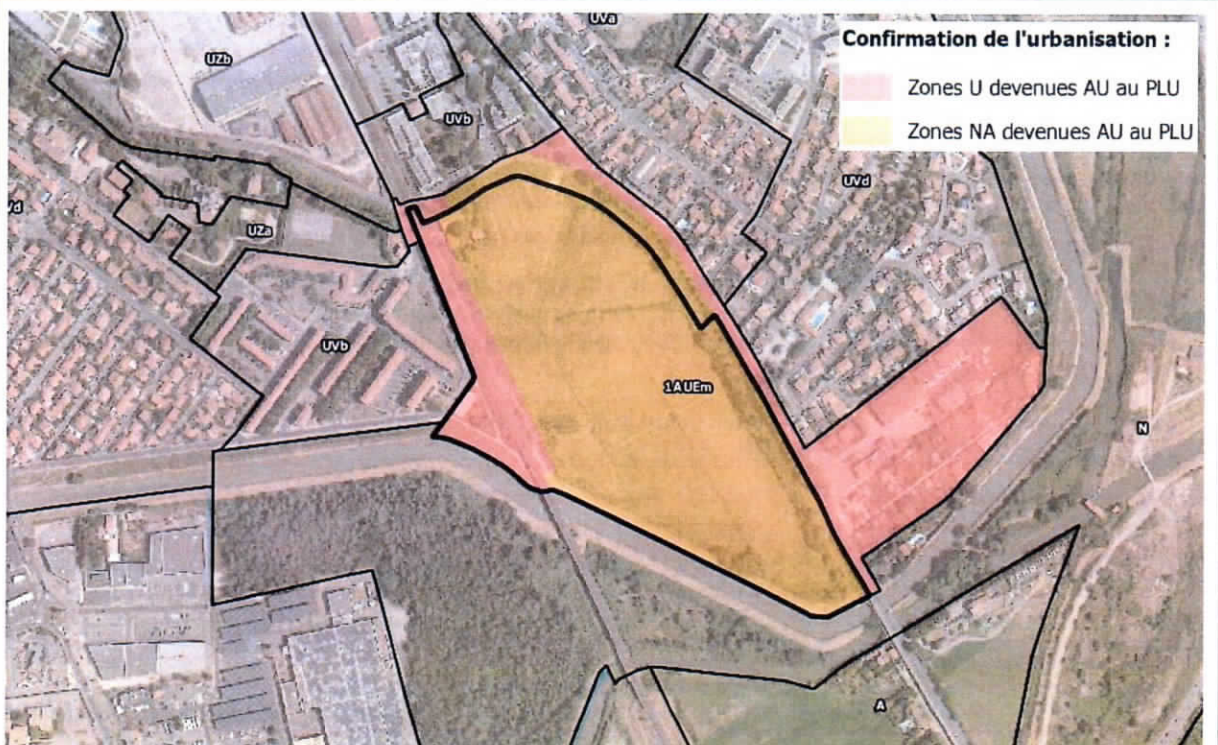 UVa
Confirmation de l'urbanisation :
Zones U devenues AU au PLU
Zones NA devenues AU au PLU
UZb
UVb
UVd
Vd
UZa
UVb
1AUEm
N
A